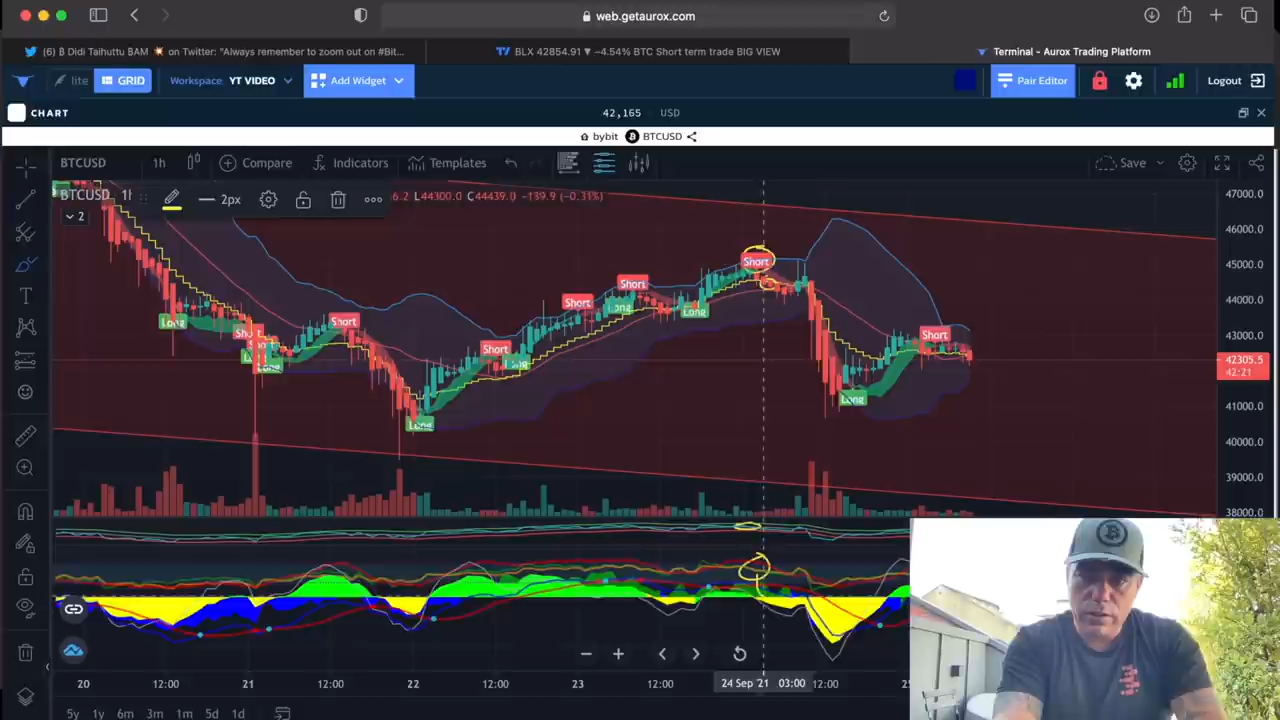 web.getaurox.com
(6) B Didi Taihuttu BAM 💥 on Twitter: "Always remember to zoom out on #Bit...
BLX 42854.91 ▼ −4.54% BTC Short term trade BIG VIEW
Terminal - Aurox Trading Platform
lite GRID Workspace YT VIDEO Add Widget Pair Editor Logout
CHART 42,165 USD
bybit BTCUSD
BTCUSD 1h Compare Indicators Templates Save
BTCUSD 2px L44300.0 C44439.0 −139.9 (−0.31%)
2
47000.0
46000.0
45000.0
44000.0
43000.0
42305.5
42:21
41000.0
40000.0
39000.0
38000.0
Short
Short
Short
Short
Short
Short
Short
Long
Long
Long
Long
Long
Long
Long
20 12:00 21 12:00 22 12:00 23 12:00 24 Sep '21 03:00 12:00
5y 1y 6m 3m 1m 5d 1d